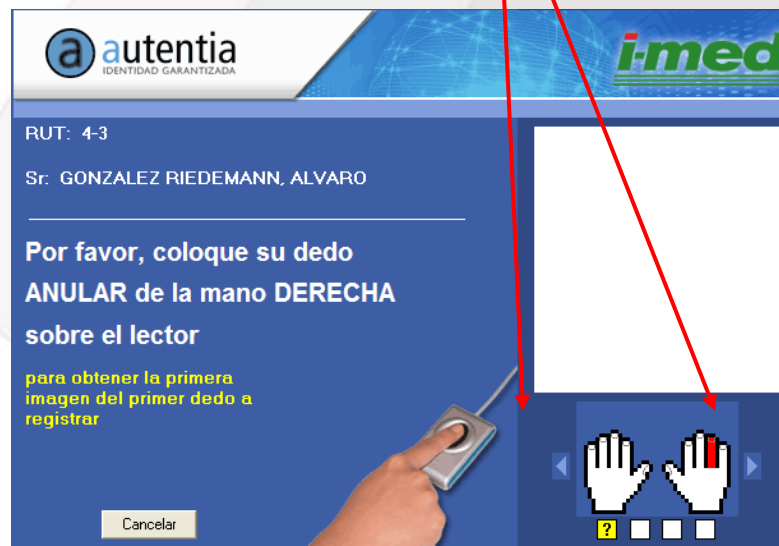 a autentia
IDENTIDAD GARANTIZADA
i-med
RUT: 4-3
Sr: GONZALEZ RIEDEMANN, ALVARO
Por favor, coloque su dedo
ANULAR de la mano DERECHA
sobre el lector
para obtener la primera
imagen del primer dedo a
registrar
Cancelar
?